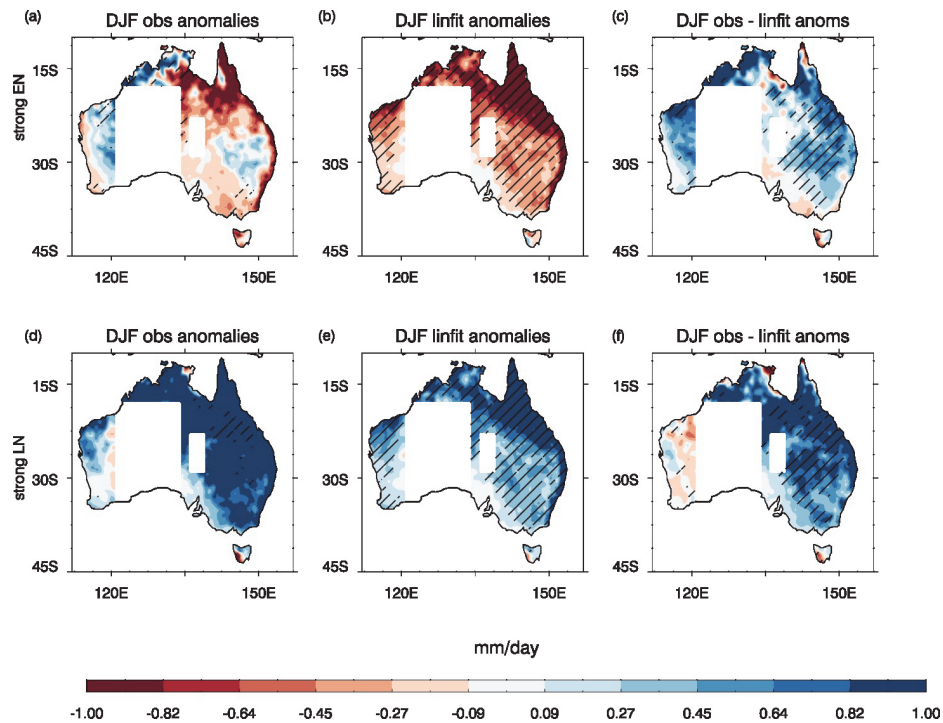 (a) DJF obs anomalies
(b) DJF linfit anomalies
(c) DJF obs - linfit anoms
strong EN
15S
30S
45S
120E 150E
15S
30S
45S
120E 150E
15S
30S
45S
120E 150E
(d) DJF obs anomalies
(e) DJF linfit anomalies
(f) DJF obs - linfit anoms
strong LN
15S
30S
45S
120E 150E
15S
30S
45S
120E 150E
15S
30S
45S
120E 150E
mm/day
-1.00 -0.82 -0.64 -0.45 -0.27 -0.09 0.09 0.27 0.45 0.64 0.82 1.00